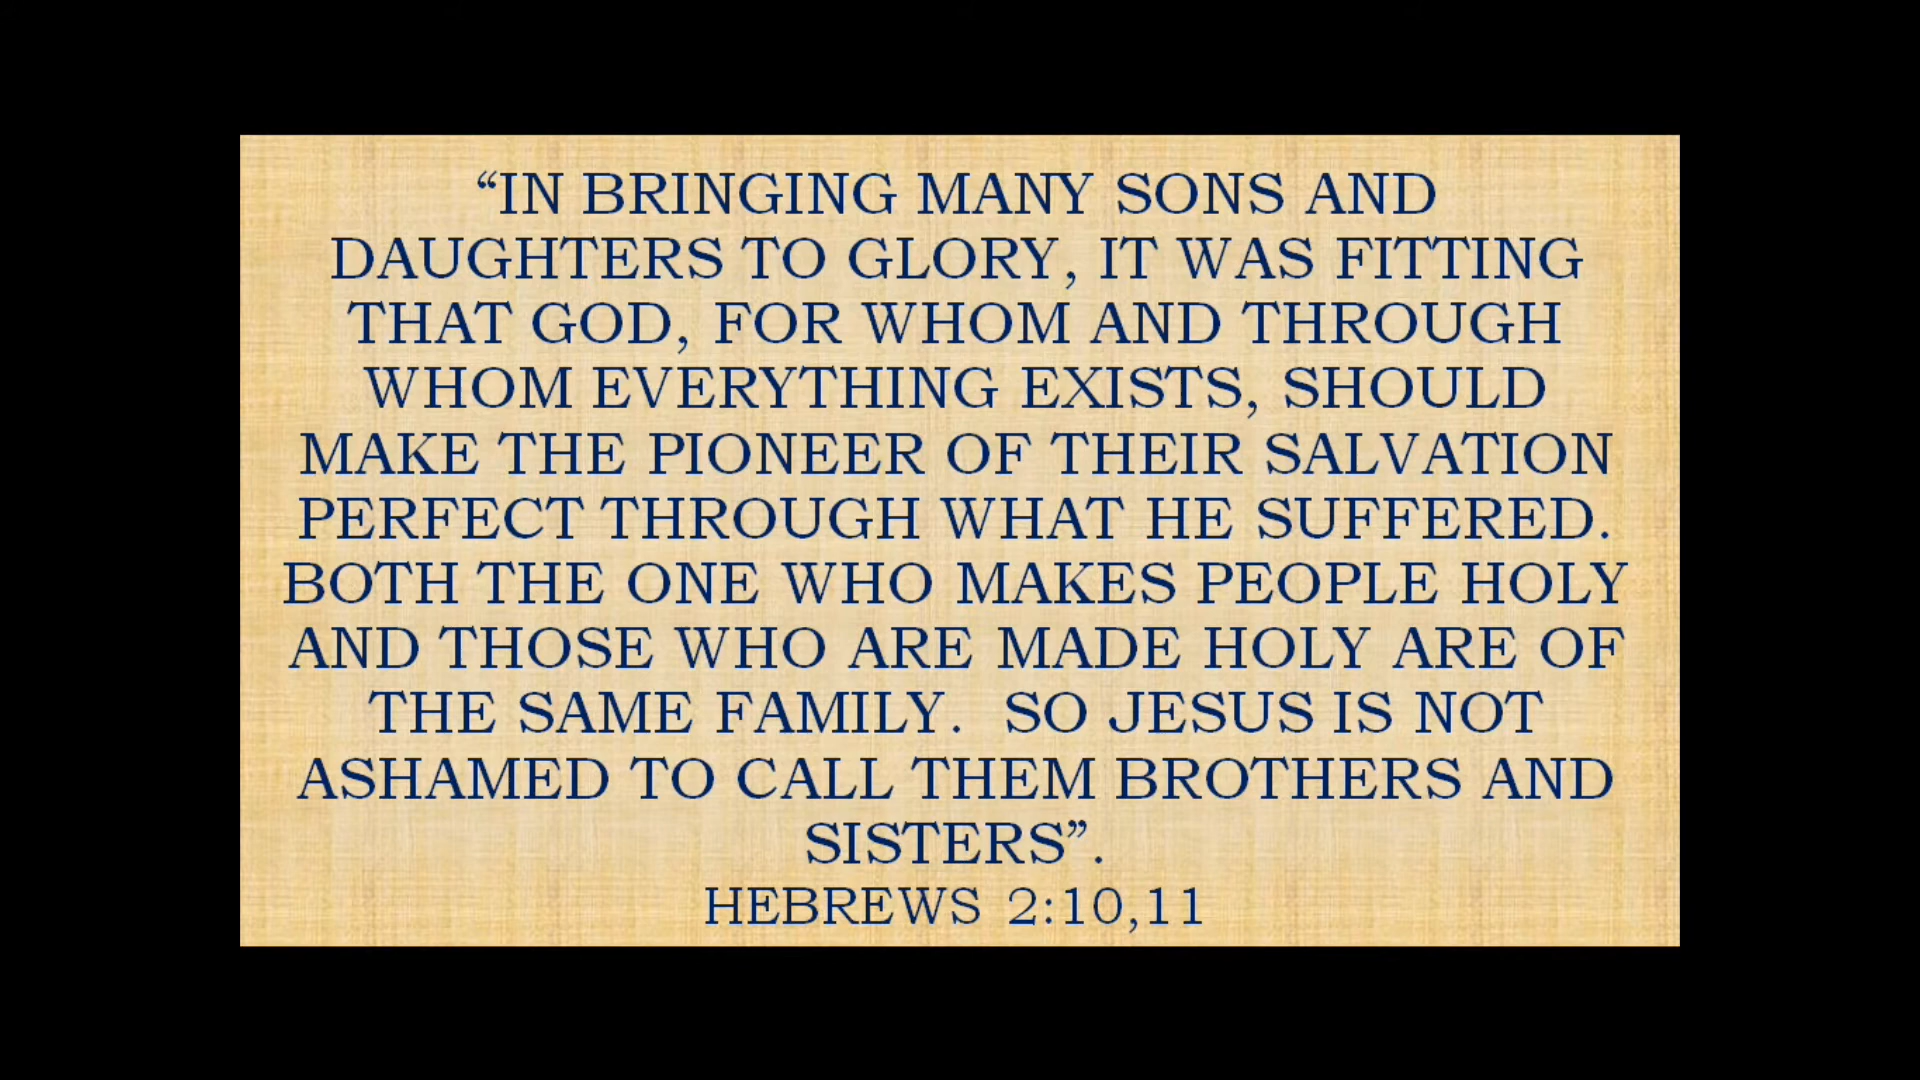 “IN BRINGING MANY SONS AND
DAUGHTERS TO GLORY, IT WAS FITTING
THAT GOD, FOR WHOM AND THROUGH
WHOM EVERYTHING EXISTS, SHOULD
MAKE THE PIONEER OF THEIR SALVATION
PERFECT THROUGH WHAT HE SUFFERED.
BOTH THE ONE WHO MAKES PEOPLE HOLY
AND THOSE WHO ARE MADE HOLY ARE OF
THE SAME FAMILY.  SO JESUS IS NOT
ASHAMED TO CALL THEM BROTHERS AND
SISTERS”.
HEBREWS 2:10,11